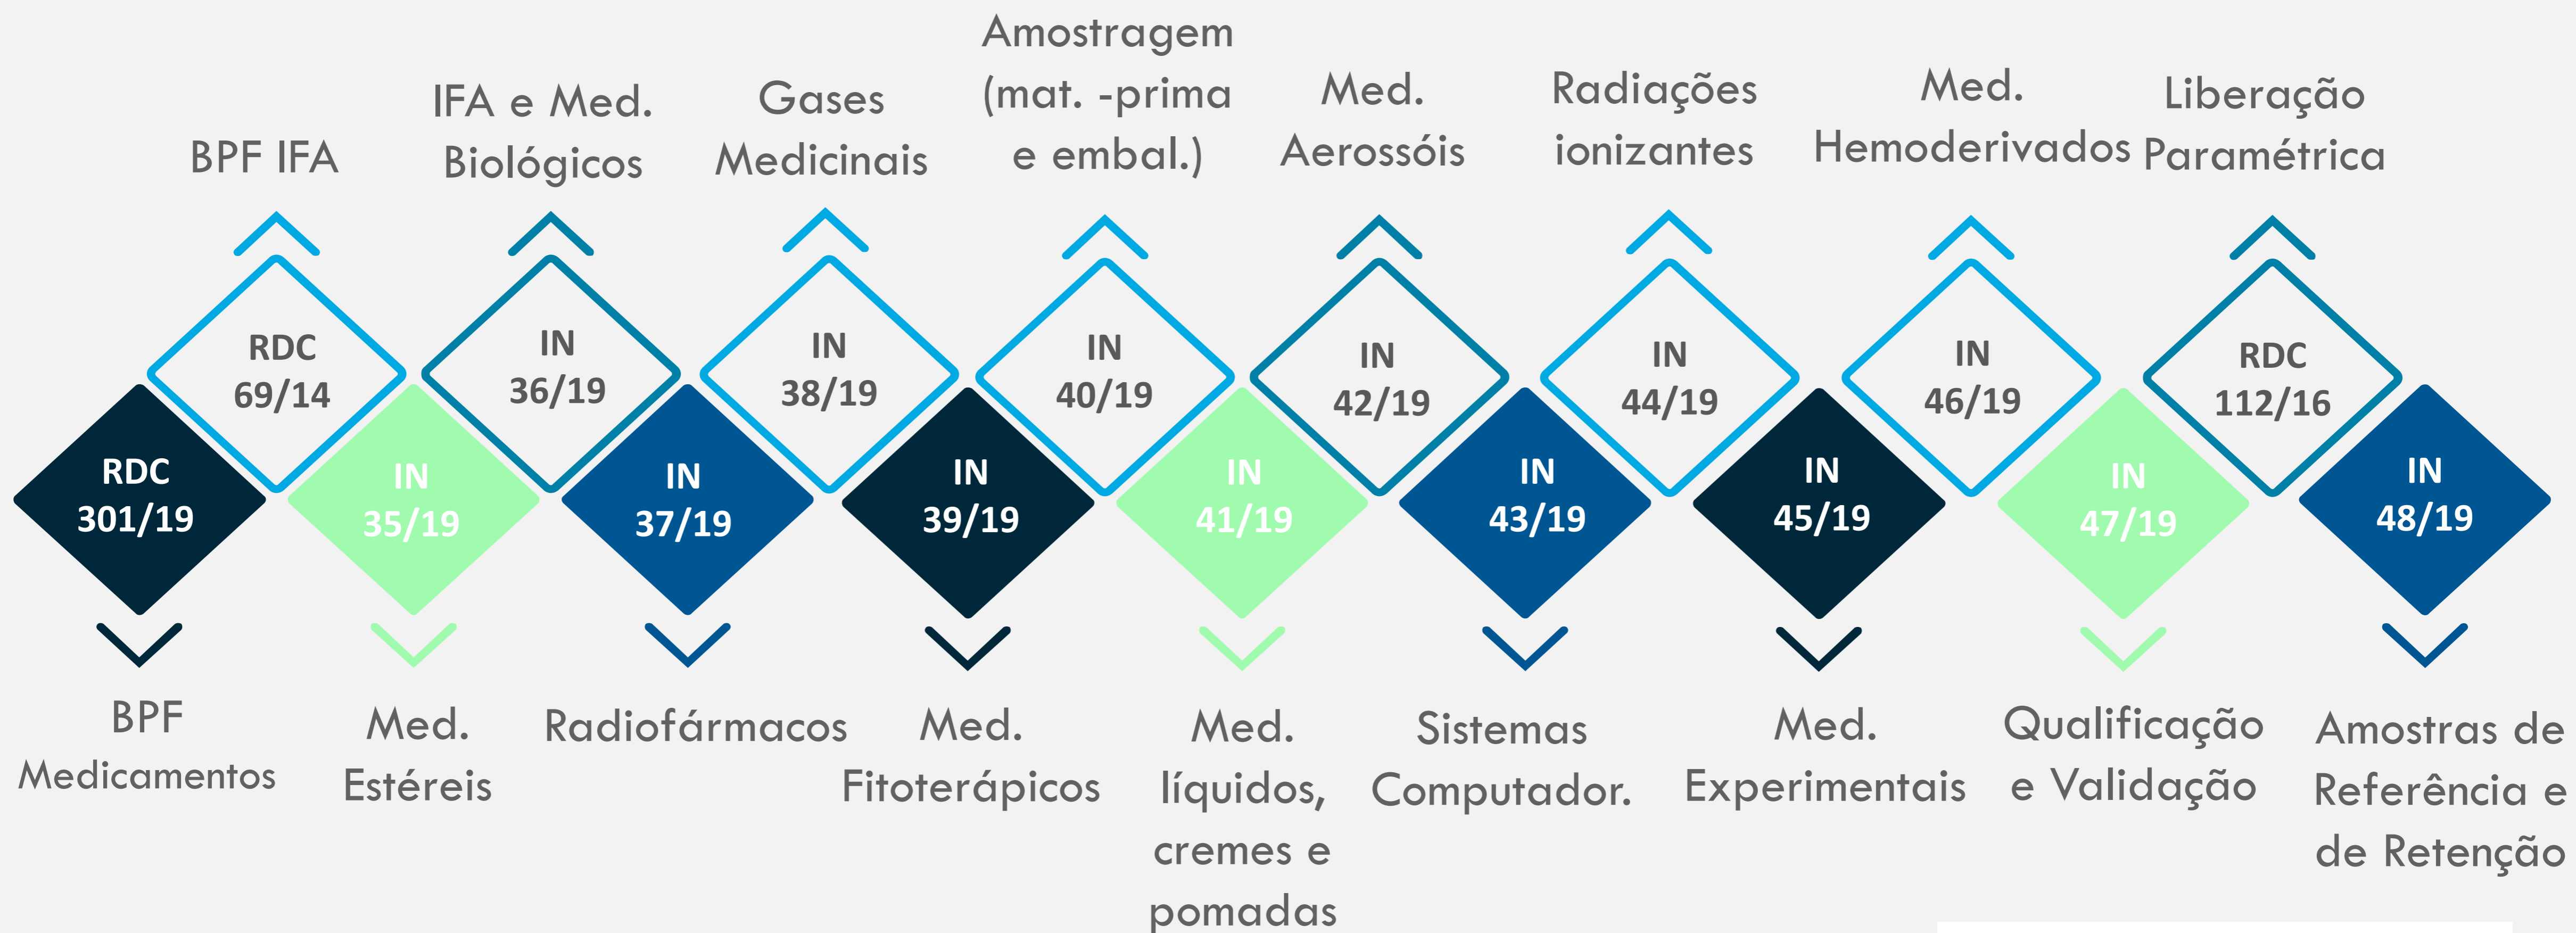 BPF IFA
IFA e Med.
Biológicos
Gases
Medicinais
Amostragem
(mat. -prima
e embal.)
Med.
Aerossóis
Radiações
ionizantes
Med.
Hemoderivados
Liberação
Paramétrica
RDC
69/14
IN
36/19
IN
38/19
IN
40/19
IN
42/19
IN
44/19
IN
46/19
RDC
112/16
RDC
301/19
IN
35/19
IN
37/19
IN
39/19
IN
41/19
IN
43/19
IN
45/19
IN
47/19
IN
48/19
BPF
Medicamentos
Med.
Estéreis
Radiofármacos
Med.
Fitoterápicos
Med.
líquidos,
cremes e
pomadas
Sistemas
Computador.
Med.
Experimentais
Qualificação
e Validação
Amostras de
Referência e
de Retenção